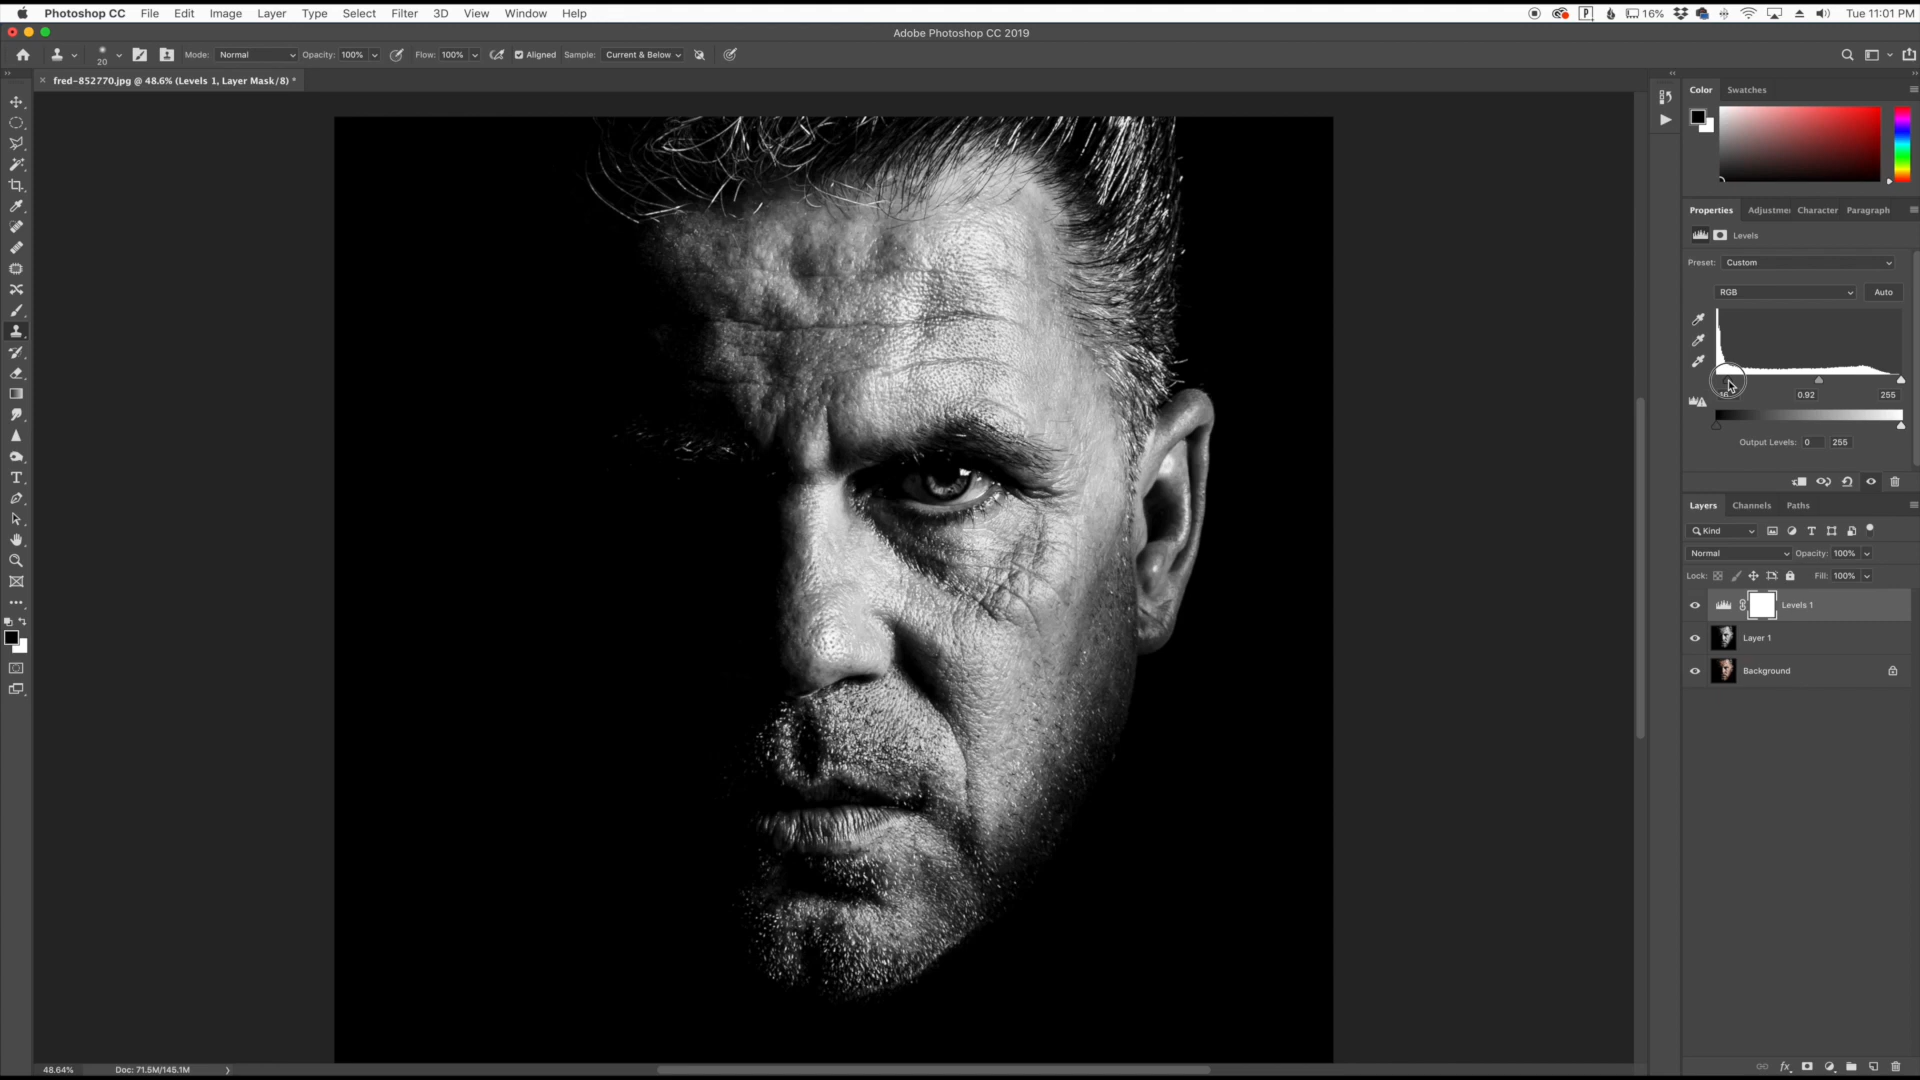 Photoshop CC File Edit Image Layer Type Select Filter 3D View Window Help 16% Tue 11:01 PM
Adobe Photoshop CC 2019
20 Mode: Normal Opacity: 100% Flow: 100% Aligned Sample: Current & Below
fred-852770.jpg @ 48.6% (Levels 1, Layer Mask/8) *
Color Swatches
Properties Adjustme Character Paragraph
Levels
Preset: Custom
RGB Auto
0.92 255
Output Levels: 0 255
Layers Channels Paths
Kind
Normal Opacity: 100%
Lock: Fill: 100%
Levels 1
Layer 1
Background
48.64% Doc: 71.5M/145.1M